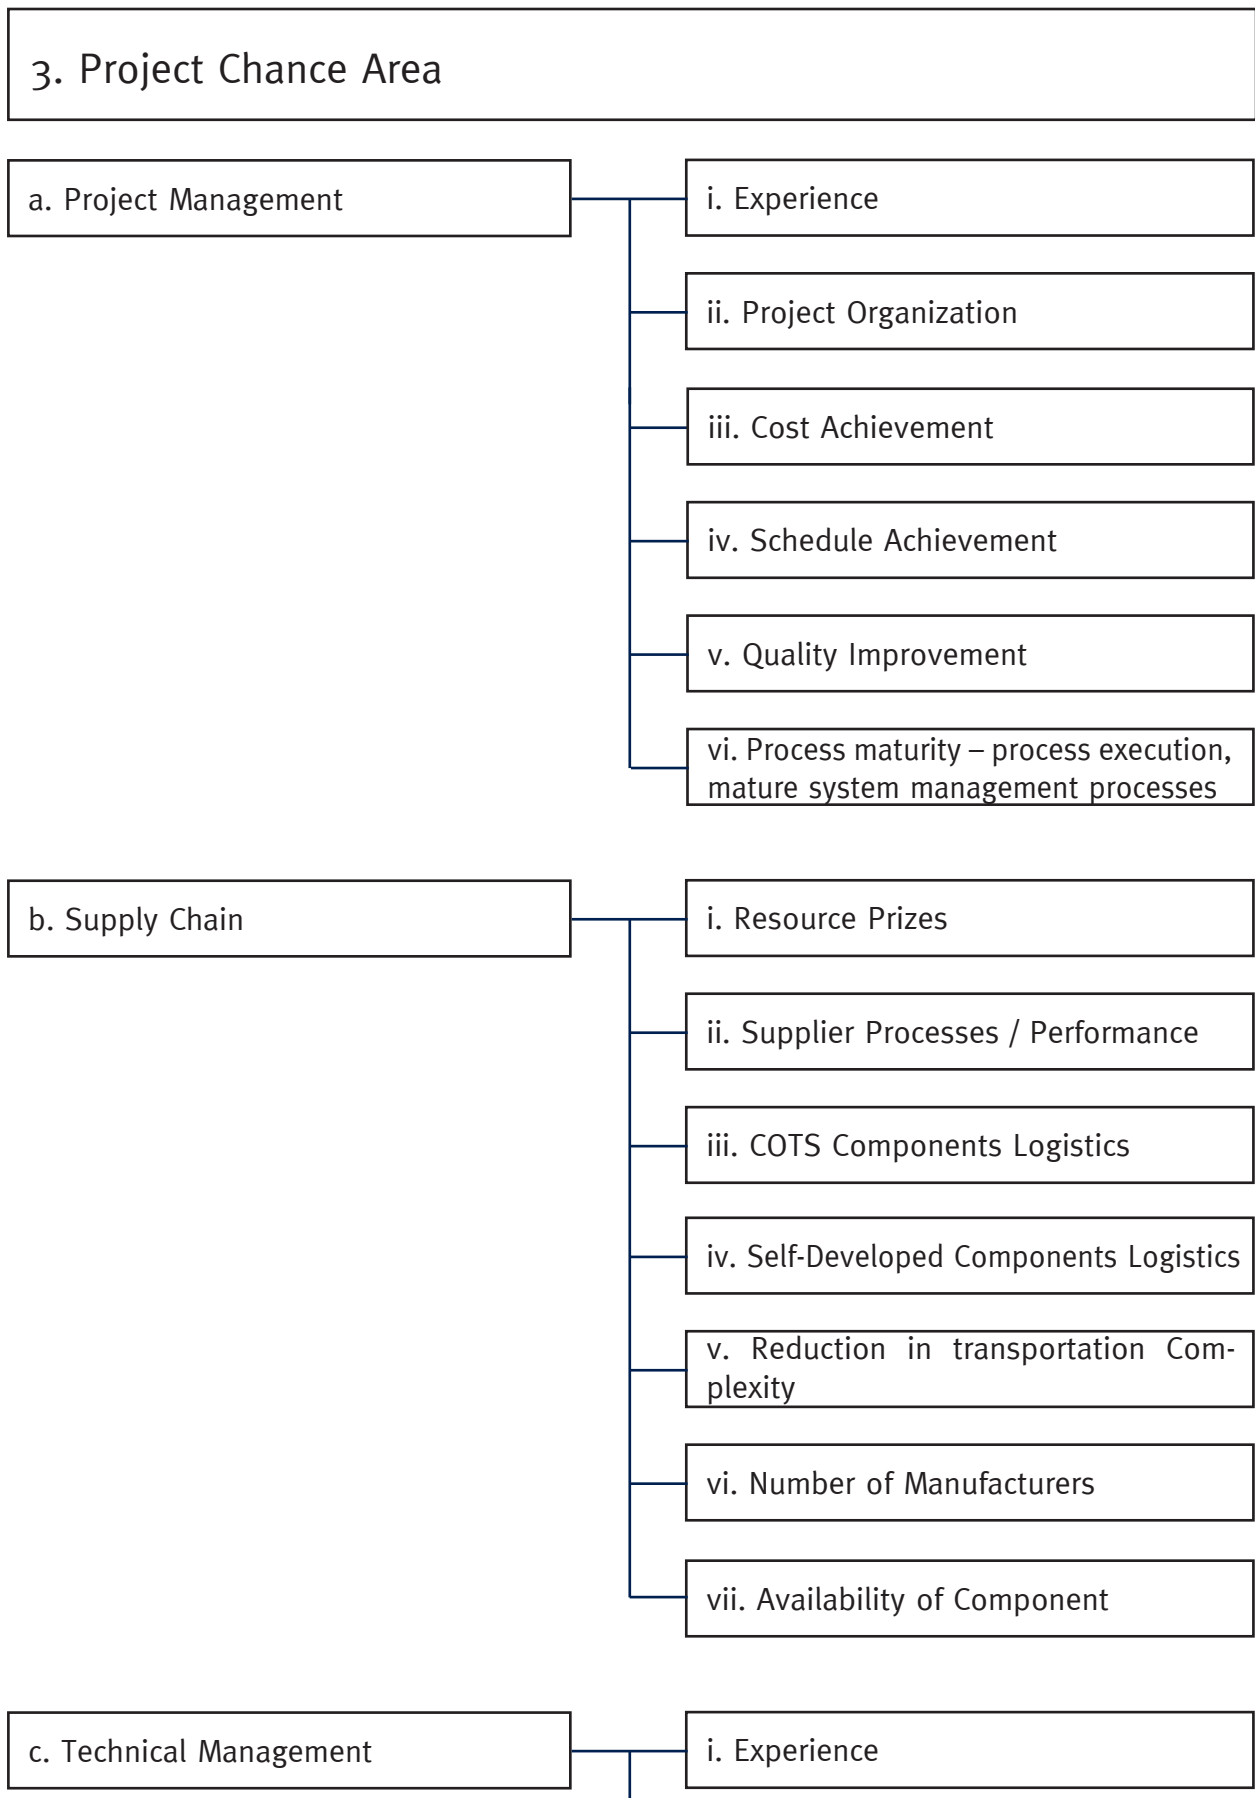 3. Project Chance Area
a. Project Management
i. Experience
ii. Project Organization
iii. Cost Achievement
iv. Schedule Achievement
v. Quality Improvement
vi. Process maturity – process execution,
mature system management processes
b. Supply Chain
i. Resource Prizes
ii. Supplier Processes / Performance
iii. COTS Components Logistics
iv. Self-Developed Components Logistics
v. Reduction in transportation Com-
plexity
vi. Number of Manufacturers
vii. Availability of Component
c. Technical Management
i. Experience